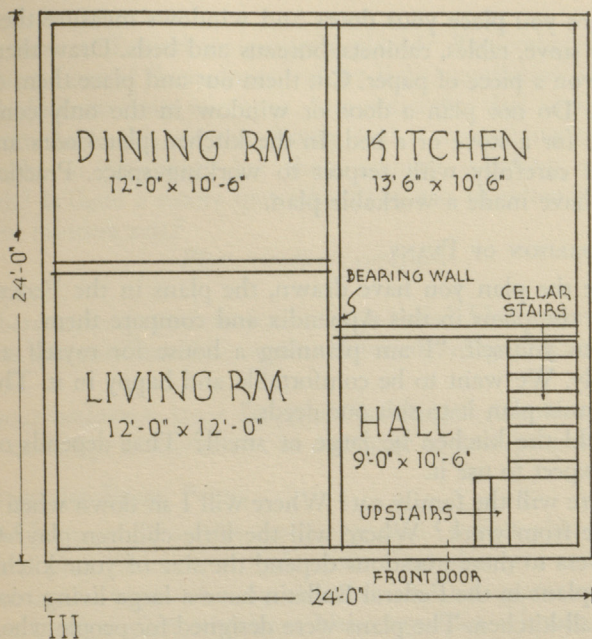 DINING RM
12'-0" x 10'-6"
KITCHEN
13'6" x 10'6"
24'-0"
BEARING WALL
CELLAR
STAIRS
LIVING RM
12'-0" x 12'-0"
HALL
9'-0" x 10'-6"
UPSTAIRS
FRONT DOOR
24'-0"
III